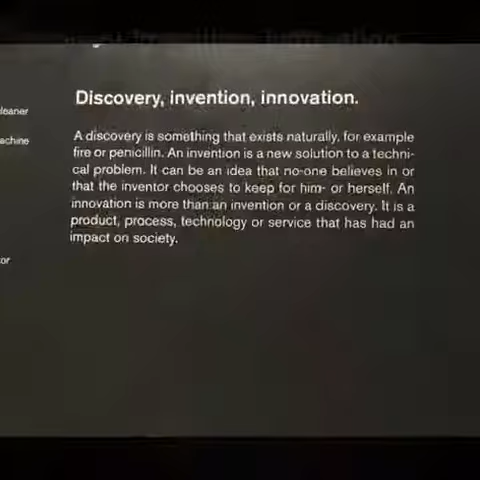 Discovery, invention, innovation.
A discovery is something that exists naturally, for example
fire or penicillin. An invention is a new solution to a techni-
cal problem. It can be an idea that no-one believes in or
that the inventor chooses to keep for him- or herself. An
innovation is more than an invention or a discovery. It is a
product, process, technology or service that has had an
impact on society.
leaner
achine
or